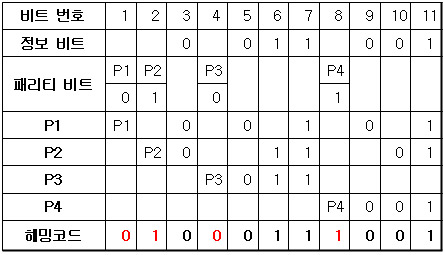 비트 번호 1 2 3 4 5 6 7 8 9 10 11
정보 비트 0 0 1 1 0 0 1
패리티 비트 P1 P2 P3 P4
0 1 0 1
P1 P1 0 0 1 0 1
P2 P2 0 1 1 0 1
P3 P3 0 1 1
P4 P4 0 0 1
해밍코드 0 1 0 0 0 1 1 1 0 0 1